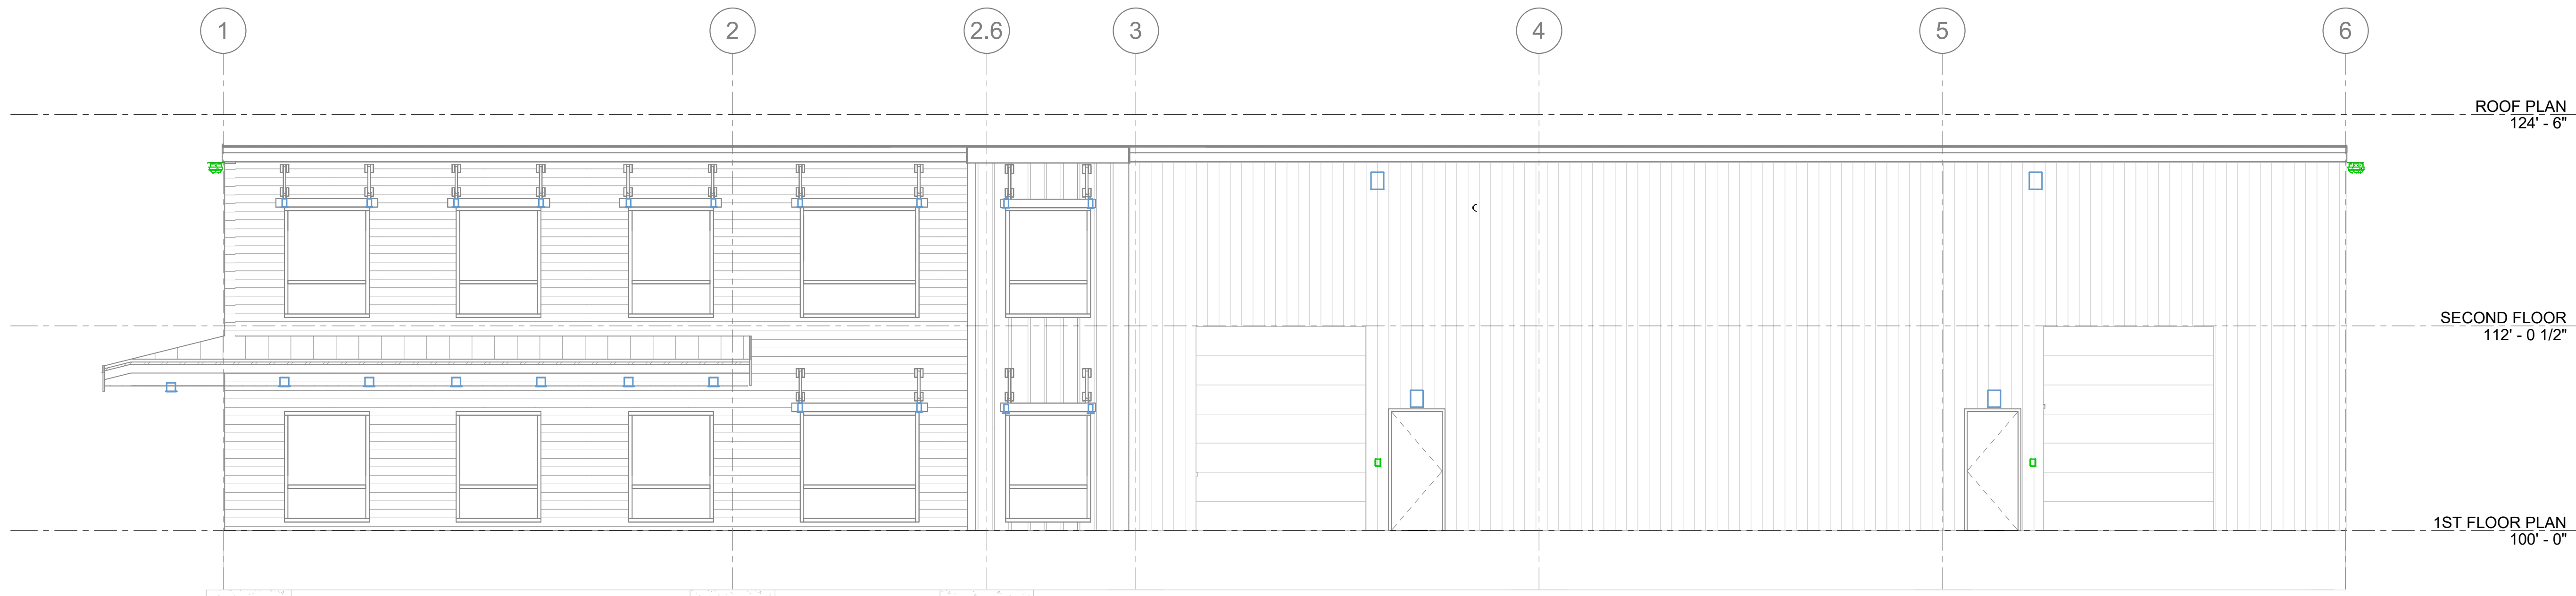 1
2
2.6
3
4
5
6
ROOF PLAN
124' - 6"
SECOND FLOOR
112' - 0 1/2"
1ST FLOOR PLAN
100' - 0"